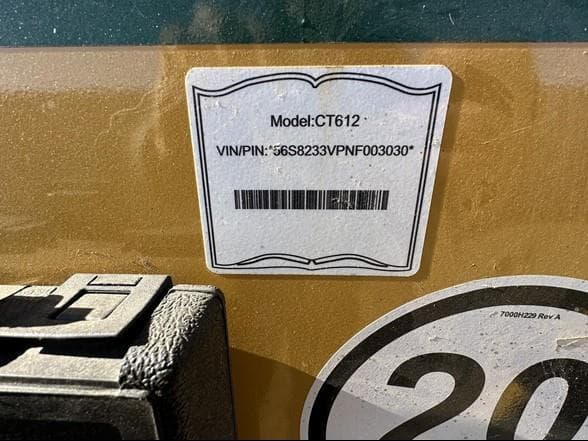 Model:CT612
VIN/PIN:*56S8233VPNF003030*
7000H229 Rev A
20